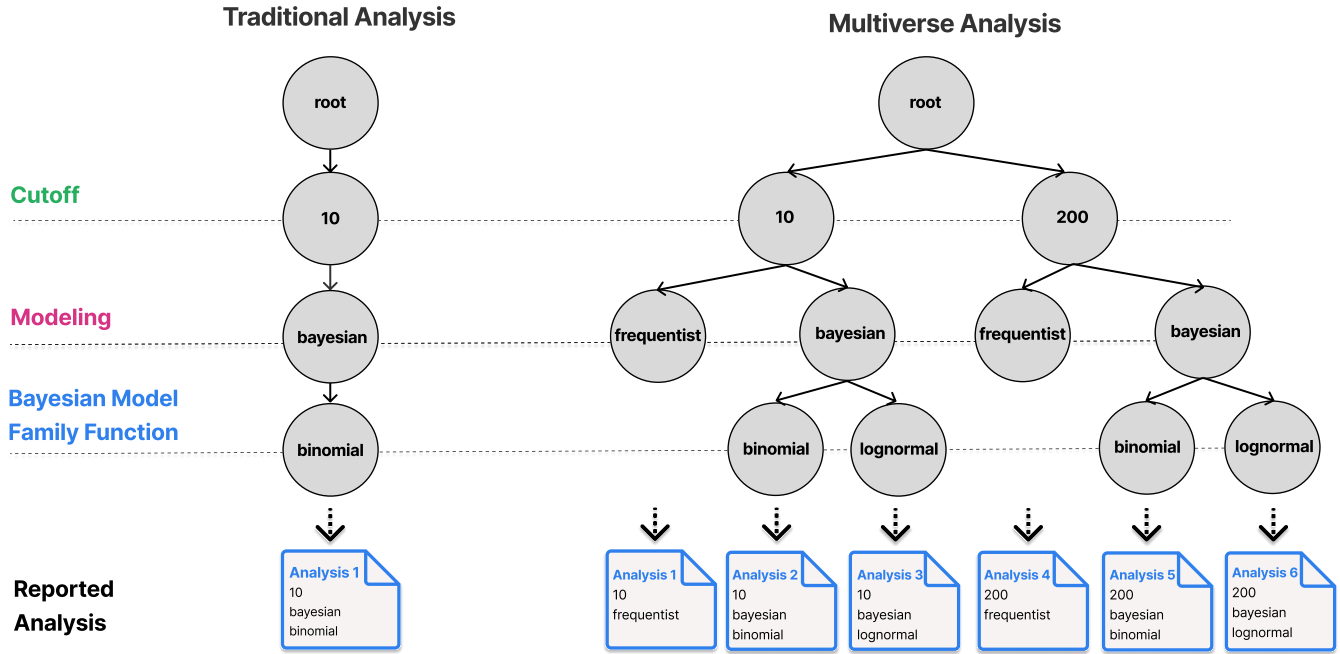 Traditional Analysis
Multiverse Analysis
root
root
Cutoff
10
10
200
Modeling
bayesian
frequentist
bayesian
frequentist
bayesian
Bayesian Model
Family Function
binomial
binomial
lognormal
binomial
lognormal
Reported
Analysis
Analysis 1
10
bayesian
binomial
Analysis 1
10
frequentist
Analysis 2
10
bayesian
binomial
Analysis 3
10
bayesian
lognormal
Analysis 4
200
frequentist
Analysis 5
200
bayesian
binomial
Analysis 6
200
bayesian
lognormal